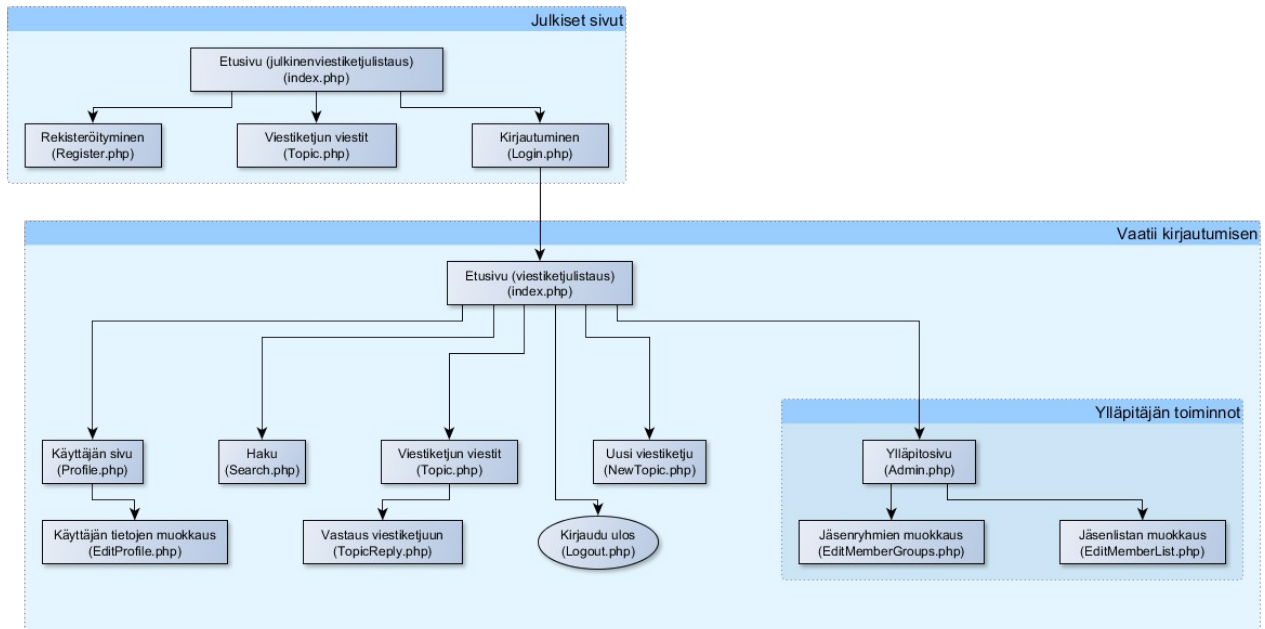 Julkiset sivut
Etusivu (julkinenviestiketjulistaus)
(index.php)
Rekisteröityminen
(Register.php)
Viestiketjun viestit
(Topic.php)
Kirjautuminen
(Login.php)
Vaatii kirjautumisen
Etusivu (viestiketjulistaus)
(index.php)
Ylläpitäjän toiminnot
Käyttäjän sivu
(Profile.php)
Haku
(Search.php)
Viestiketjun viestit
(Topic.php)
Uusi viestiketju
(NewTopic.php)
Ylläpitosivu
(Admin.php)
Käyttäjän tietojen muokkaus
(EditProfile.php)
Vastaus viestiketjuun
(TopicReply.php)
Kirjaudu ulos
(Logout.php)
Jäsenryhmien muokkaus
(EditMemberGroups.php)
Jäsenlistan muokkaus
(EditMemberList.php)